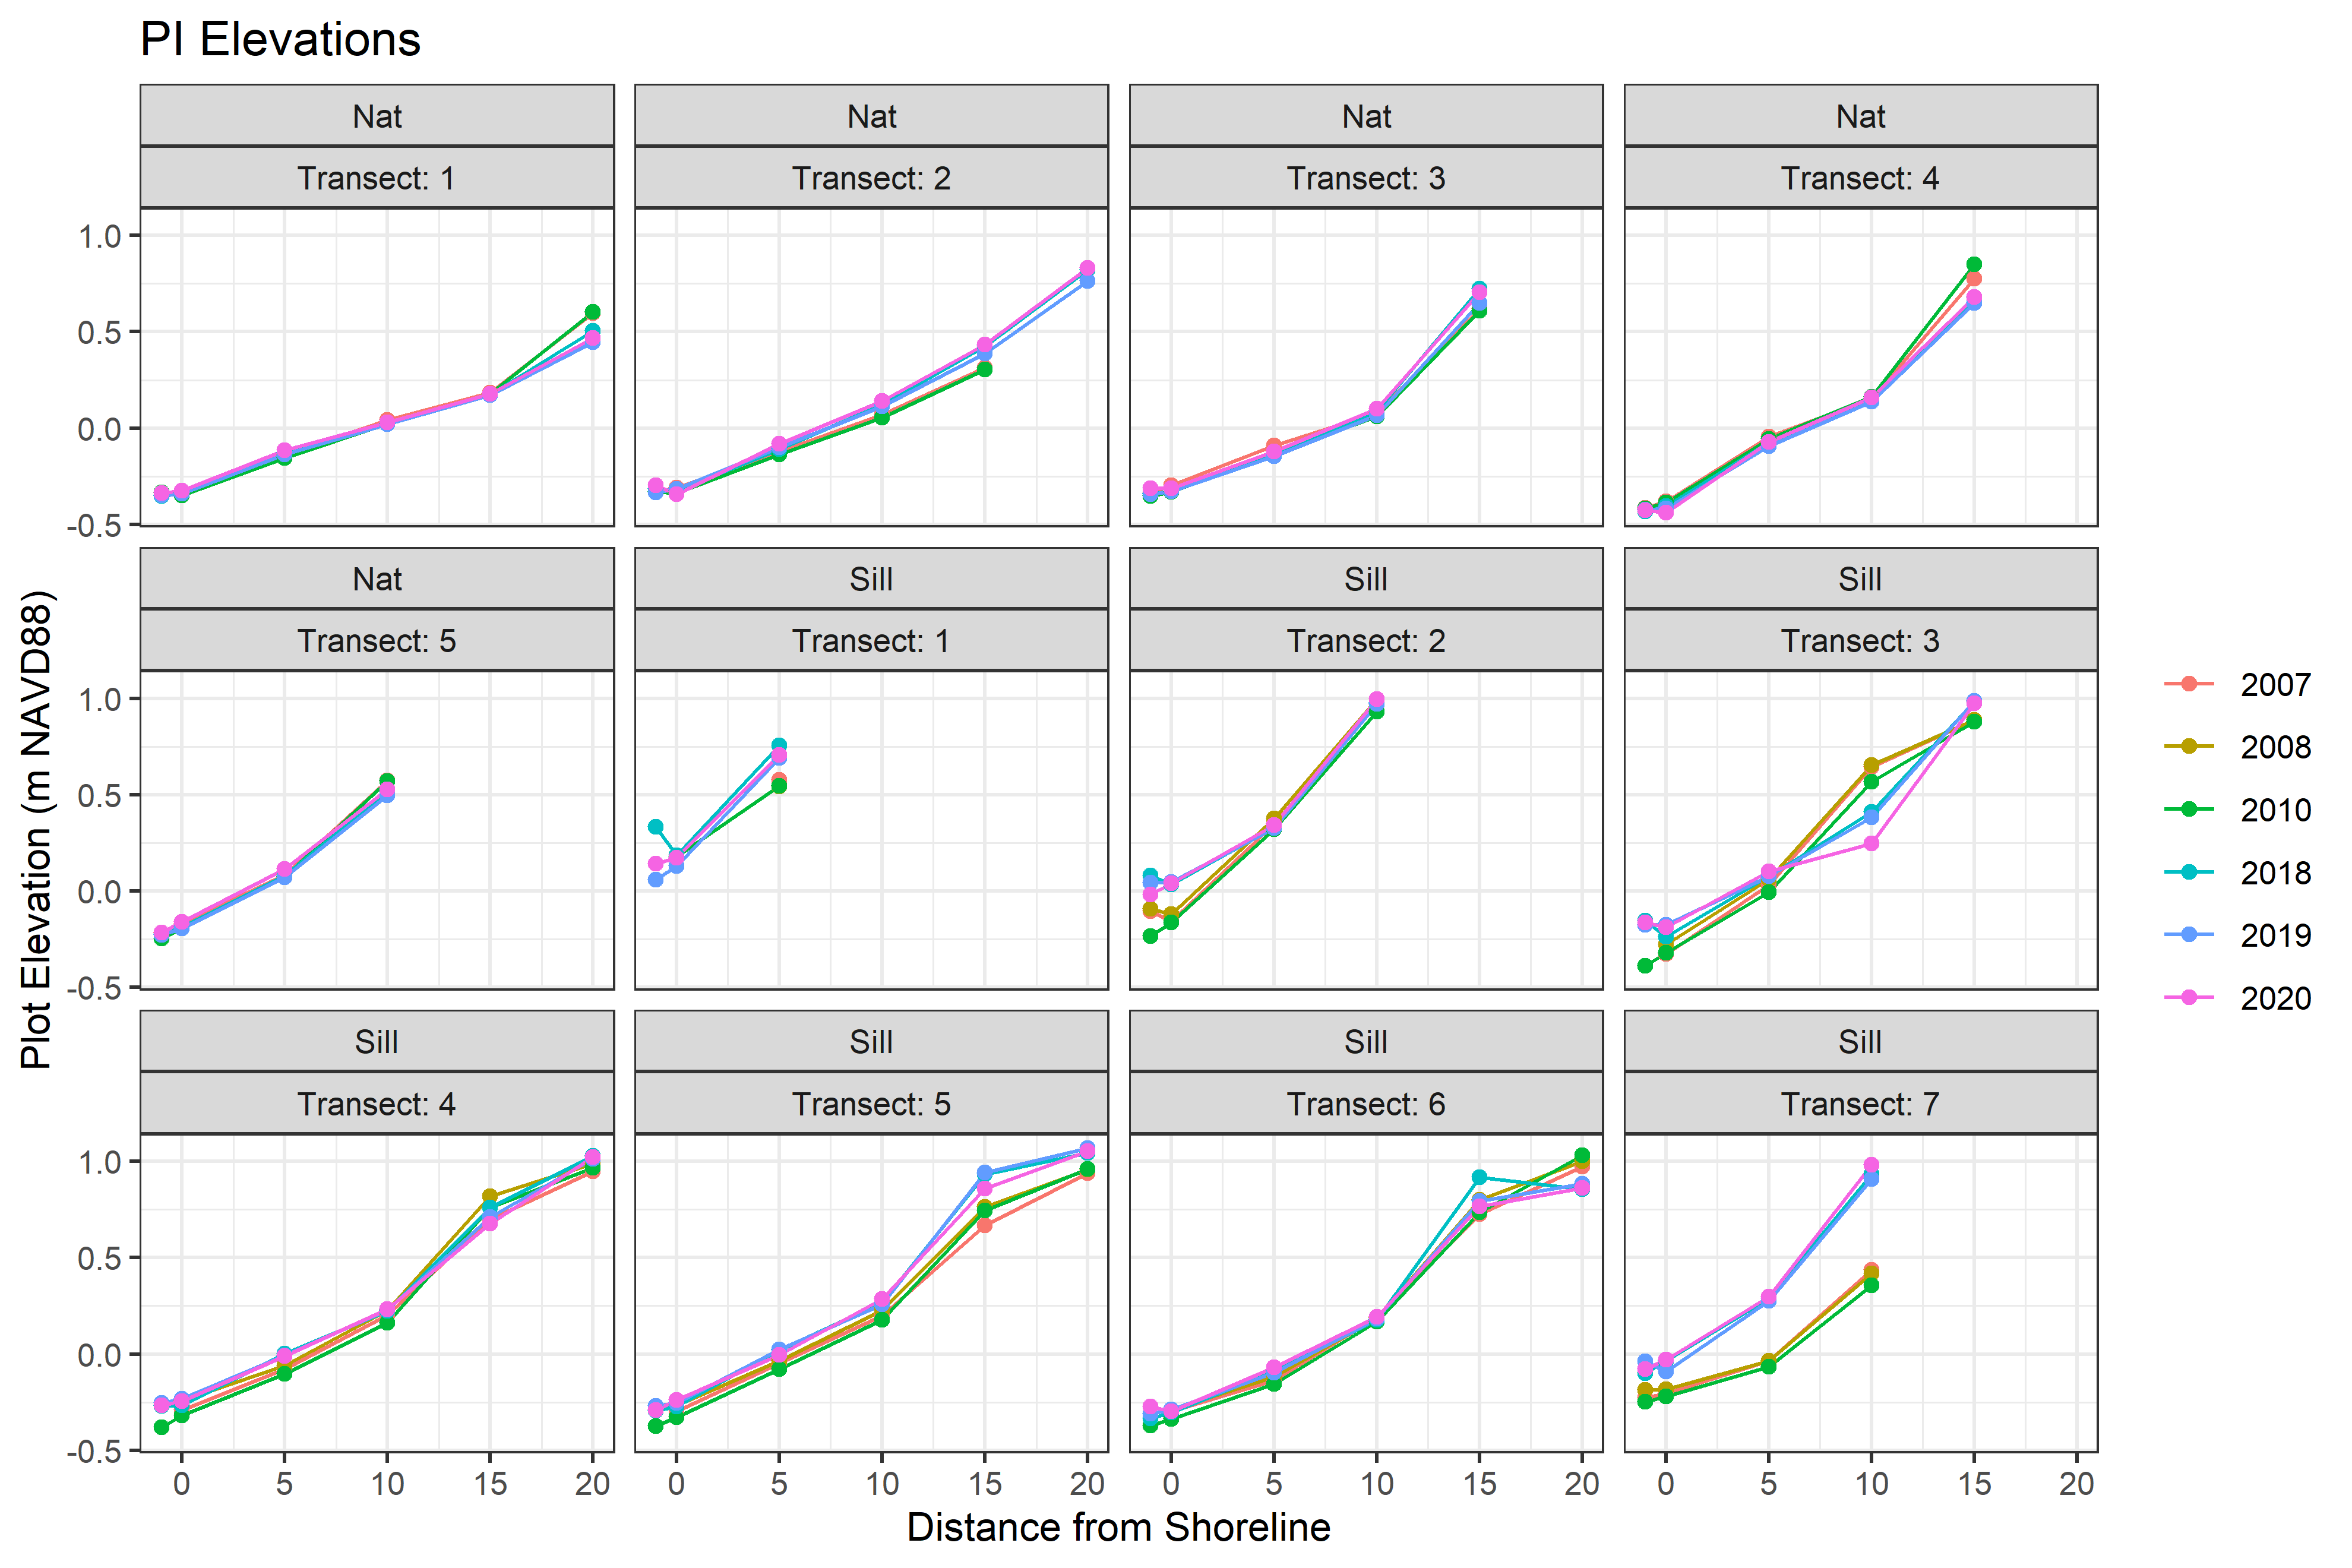 PI Elevations
Nat
Nat
Nat
Nat
Transect: 1
Transect: 2
Transect: 3
Transect: 4
1.0
0.5
0.0
-0.5
Nat
Sill
Sill
Sill
Transect: 5
Transect: 1
Transect: 2
Transect: 3
1.0
0.5
0.0
-0.5
Sill
Sill
Sill
Sill
Transect: 4
Transect: 5
Transect: 6
Transect: 7
1.0
0.5
0.0
-0.5
0 5 10 15 20
0 5 10 15 20
0 5 10 15 20
0 5 10 15 20
Distance from Shoreline
Plot Elevation (m NAVD88)
2007
2008
2010
2018
2019
2020